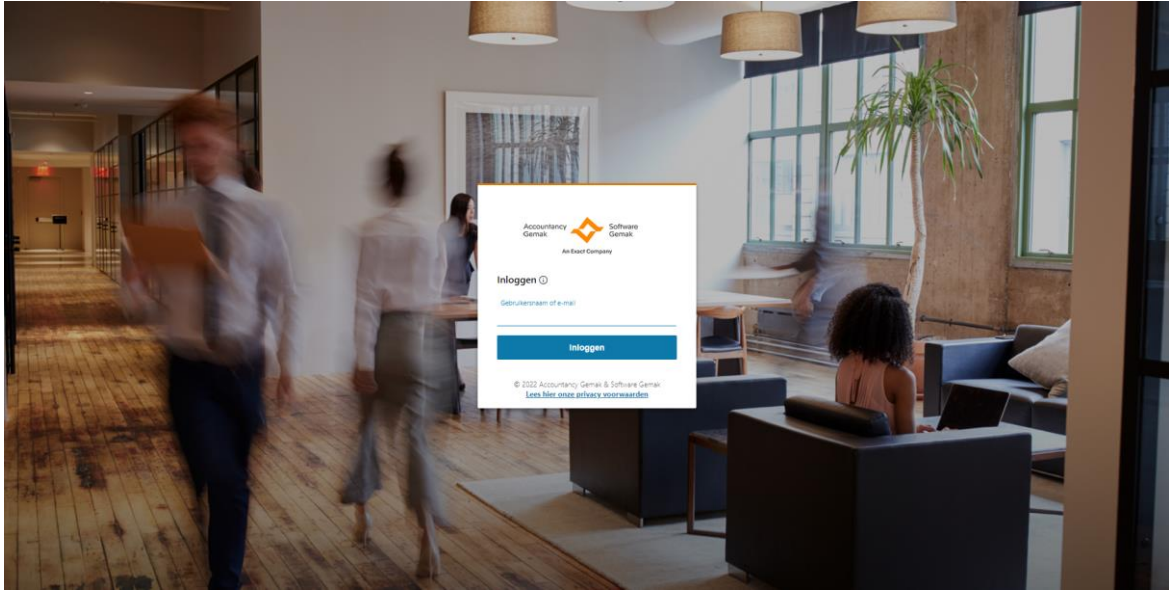 Accountancy
Gemak
Software
Gemak
An Exact Company
Inloggen
Gebruikersnaam of e-mail
Inloggen
© 2022 Accountancy Gemak & Software Gemak
Lees hier onze privacy voorwaarden